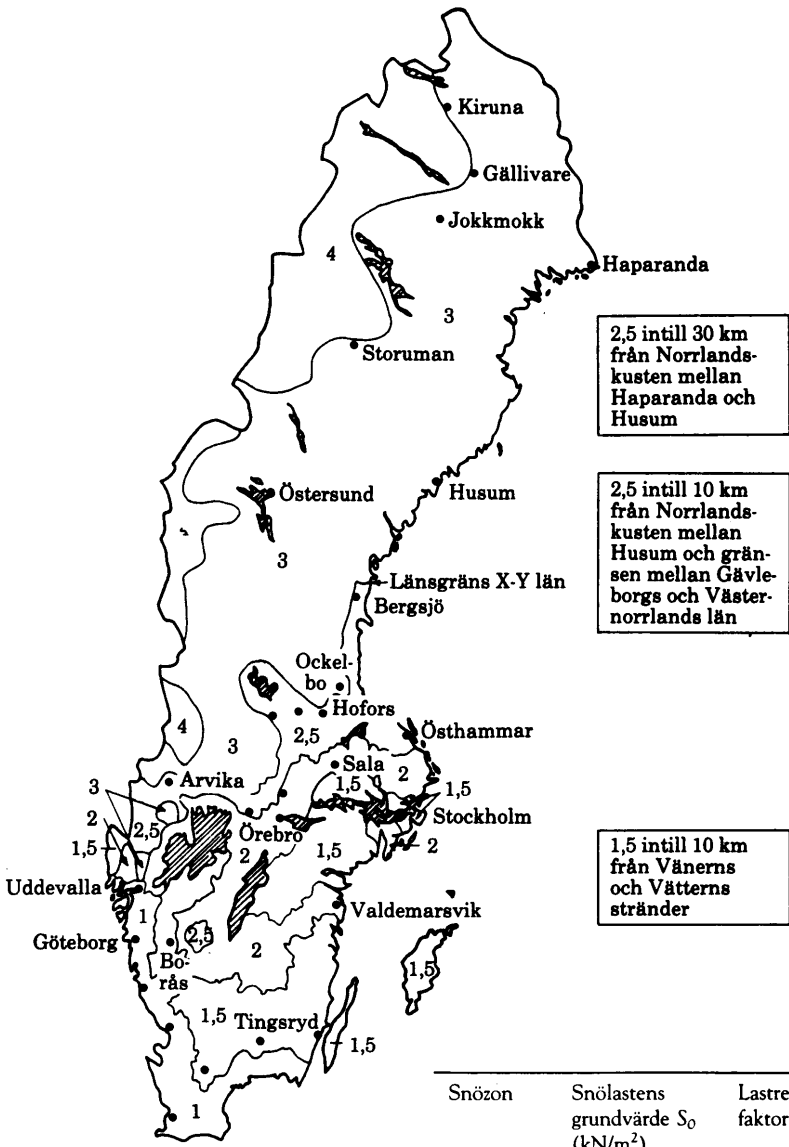 Kiruna
Gällivare
Jokkmokk
4
Haparanda
3
Storuman
2,5 intill 30 km
från Norrlands-
kusten mellan
Haparanda och
Husum
Östersund
Husum
2,5 intill 10 km
från Norrlands-
kusten mellan
Husum och grän-
sen mellan Gävle-
borgs och Väster-
norrlands län
3
Länsgräns X-Y län
Bergsjö
Ockel-
bo
Hofors
4
3
2,5
Östhammar
Sala
3
Arvika
1,5
2
1,5
2
2,5
Stockholm
1,5
Örebro
2
1,5
2
1,5 intill 10 km
från Vänerns
och Vätterns
stränder
Uddevalla
1
Valdemarsvik
Göteborg
2,5
Bo-
rås
2
1,5
1,5
Tingsryd
1,5
1
Snözon Snölastens Lastre
grundvärde S₀ faktor
(kN/m²)